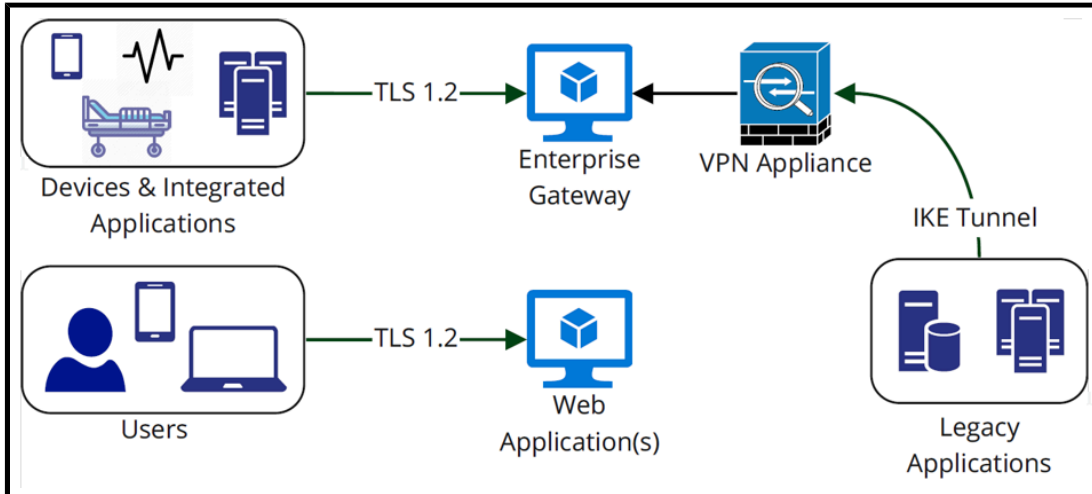 TLS 1.2
Enterprise
Gateway
VPN Appliance
Devices & Integrated
Applications
IKE Tunnel
TLS 1.2
Users
Web
Application(s)
Legacy
Applications